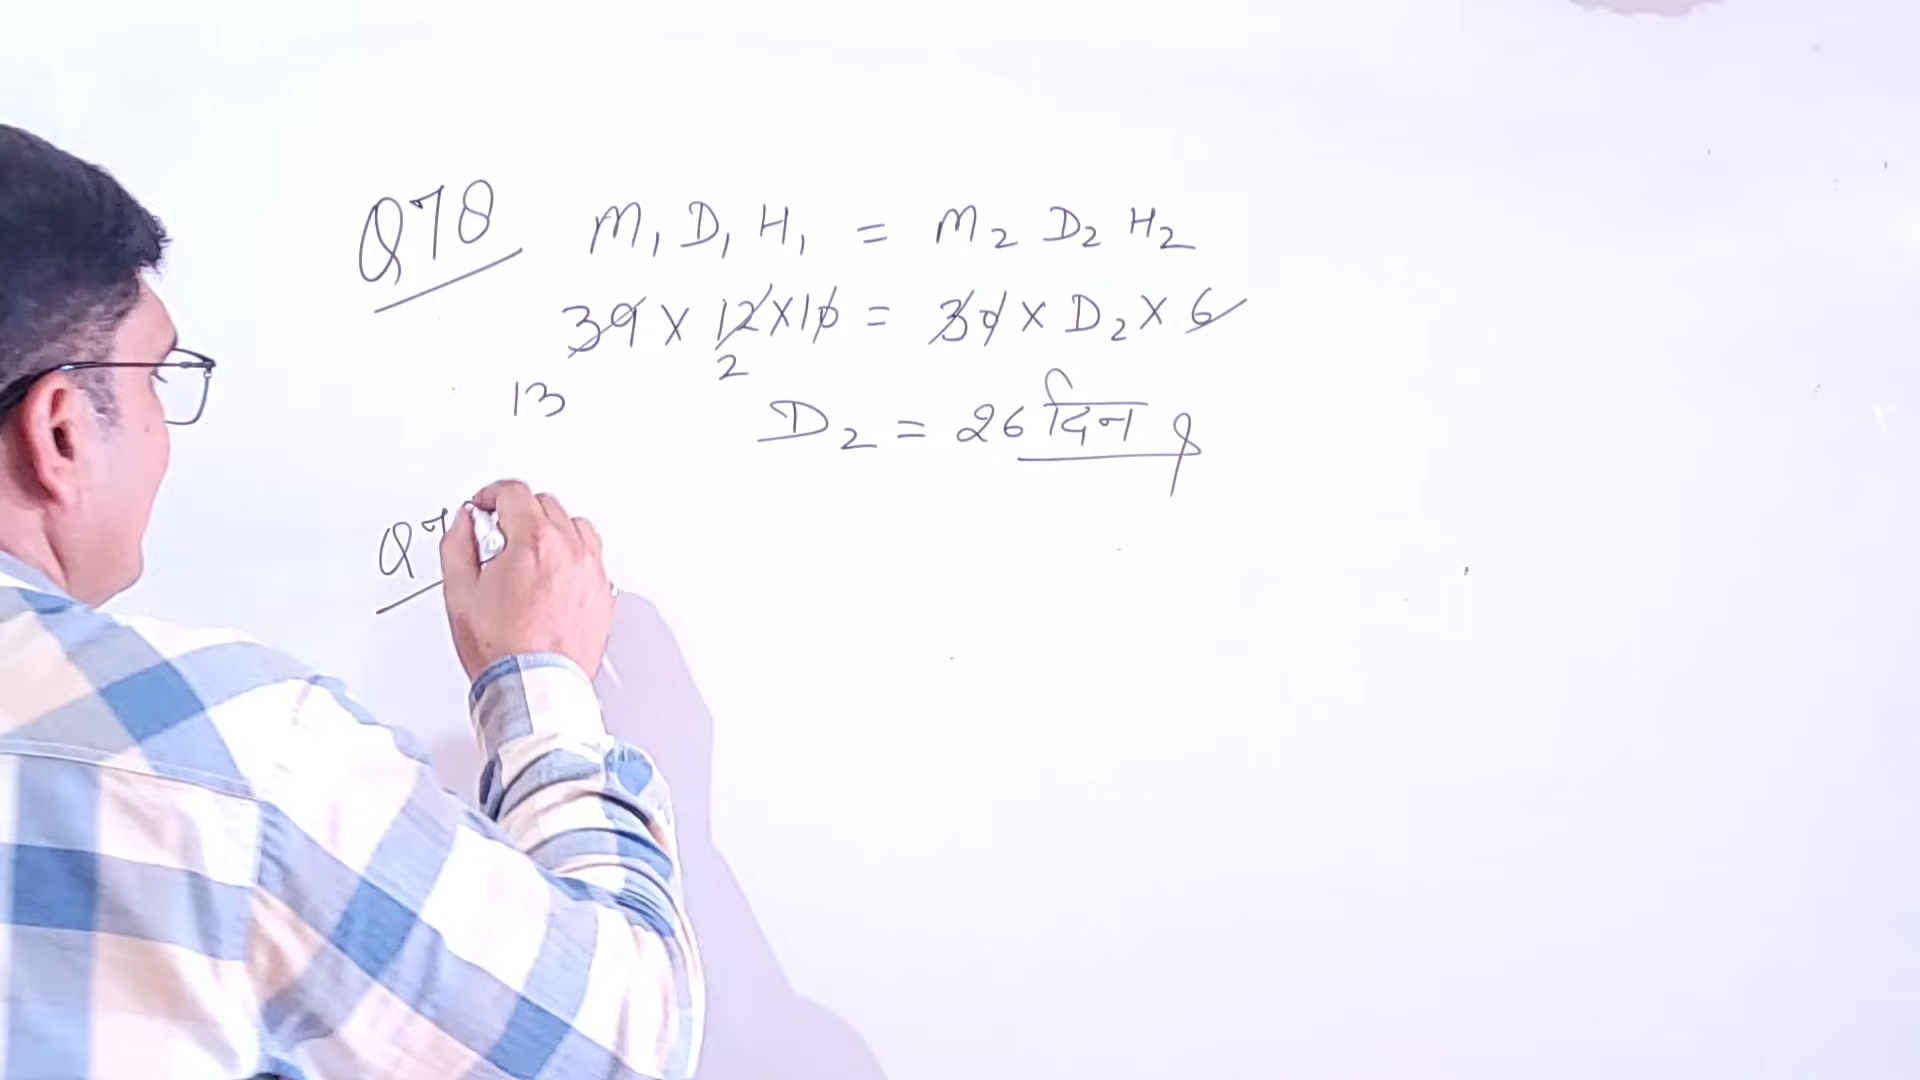 Q78 M₁ D₁ H₁ = M₂ D₂ H₂
39 × 12 × 10 = 30 × D₂ × 6
2
13
D₂ = 26 दिन
Q7